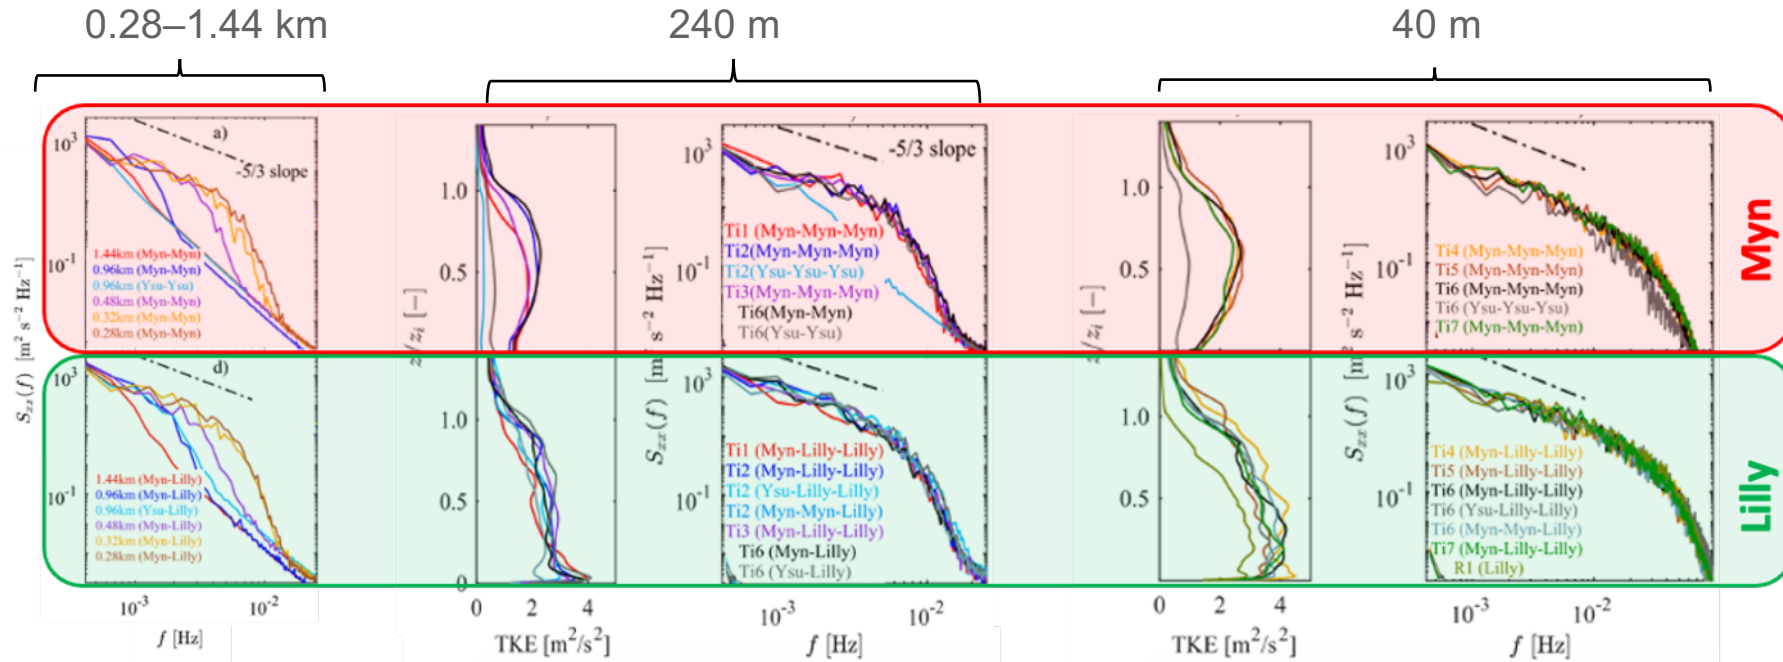 0.28–1.44 km
240 m
40 m
10³
a)
-5/3 slope
10⁻¹
1.44km (Myn-Myn)
0.96km (Myn-Myn)
0.96km (Ysu-Ysu)
0.48km (Myn-Myn)
0.32km (Myn-Myn)
0.28km (Myn-Myn)
1.0
0.5
10³
-5/3 slope
10⁻¹
Ti1 (Myn-Myn-Myn)
Ti2(Myn-Myn-Myn)
Ti2(Ysu-Ysu-Ysu)
Ti3(Myn-Myn-Myn)
Ti6(Myn-Myn)
Ti6(Ysu-Ysu)
1.0
0.5
10³
10⁻¹
Ti4 (Myn-Myn-Myn)
Ti5 (Myn-Myn-Myn)
Ti6 (Myn-Myn-Myn)
Ti6 (Ysu-Ysu-Ysu)
Ti7 (Myn-Myn-Myn)
Myn
Sxx(f) [m² s⁻² Hz⁻¹]
z/zi [–]
Sxx(f) [m² s⁻² Hz⁻¹]
z/zi [–]
Sxx(f) [m² s⁻² Hz⁻¹]
10³
d)
10⁻¹
1.44km (Myn-Lilly)
0.96km (Myn-Lilly)
0.96km (Ysu-Lilly)
0.48km (Myn-Lilly)
0.32km (Myn-Lilly)
0.28km (Myn-Lilly)
1.0
0.5
0
10³
10⁻¹
Ti1 (Myn-Lilly-Lilly)
Ti2 (Myn-Lilly-Lilly)
Ti2 (Ysu-Lilly-Lilly)
Ti2 (Myn-Myn-Lilly)
Ti3 (Myn-Lilly-Lilly)
Ti6 (Myn-Lilly)
Ti6 (Ysu-Lilly)
1.0
0.5
10³
10⁻¹
Ti4 (Myn-Lilly-Lilly)
Ti5 (Myn-Lilly-Lilly)
Ti6 (Myn-Lilly-Lilly)
Ti6 (Ysu-Lilly-Lilly)
Ti6 (Myn-Myn-Lilly)
Ti7 (Myn-Lilly-Lilly)
R1 (Lilly)
Lilly
10⁻³ 10⁻²
f [Hz]
0 2 4
TKE [m²/s²]
10⁻³ 10⁻²
f [Hz]
0 2 4
TKE [m²/s²]
10⁻³ 10⁻²
f [Hz]